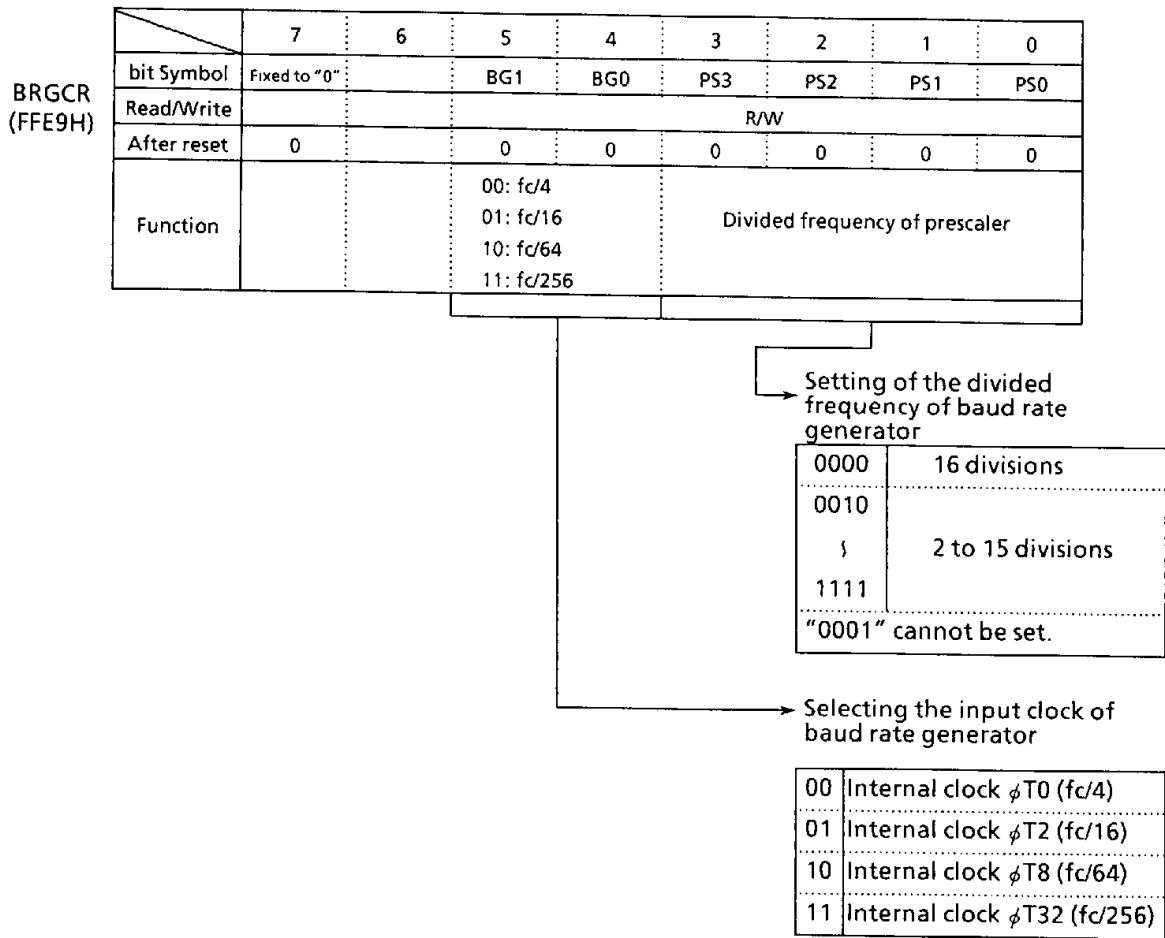 7 6 5 4 3 2 1 0
bit Symbol Fixed to "0" BG1 BG0 PS3 PS2 PS1 PS0
BRGCR
(FFE9H)
Read/Write R/W
After reset 0 0 0 0 0 0 0
Function
00: fc/4
01: fc/16
10: fc/64
11: fc/256
Divided frequency of prescaler
Setting of the divided
frequency of baud rate
generator
0000 16 divisions
0010
≀ 2 to 15 divisions
1111
"0001" cannot be set.
Selecting the input clock of
baud rate generator
00 Internal clock ϕT0 (fc/4)
01 Internal clock ϕT2 (fc/16)
10 Internal clock ϕT8 (fc/64)
11 Internal clock ϕT32 (fc/256)